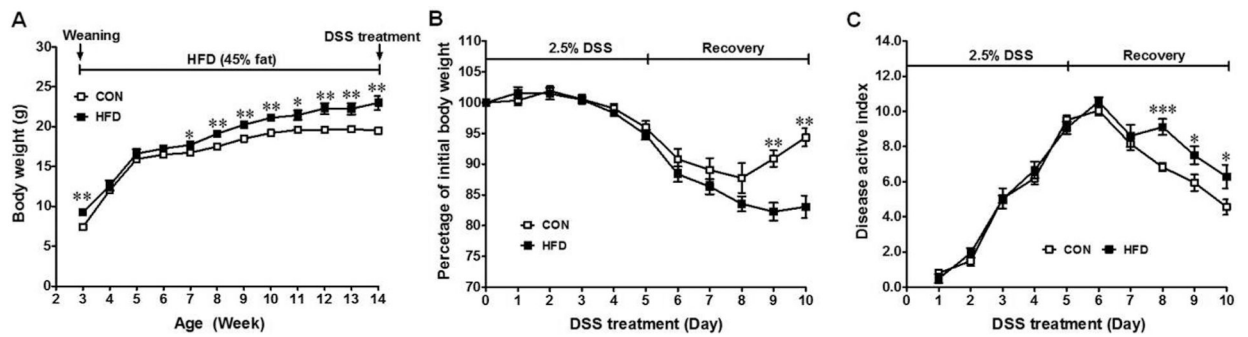 A
Weaning
DSS treatment
HFD (45% fat)
CON
HFD
Body weight (g)
30
25
20
15
10
5
0
** * ** ** ** * ** ** **
2 3 4 5 6 7 8 9 10 11 12 13 14
Age (Week)
B
2.5% DSS
Recovery
Percetage of initial body weight
110
105
100
95
90
85
80
75
70
** **
CON
HFD
0 1 2 3 4 5 6 7 8 9 10
DSS treatment (Day)
C
2.5% DSS
Recovery
Disease acitve index
14.0
12.0
10.0
8.0
6.0
4.0
2.0
0.0
*** * *
CON HFD
0 1 2 3 4 5 6 7 8 9 10
DSS treatment (Day)